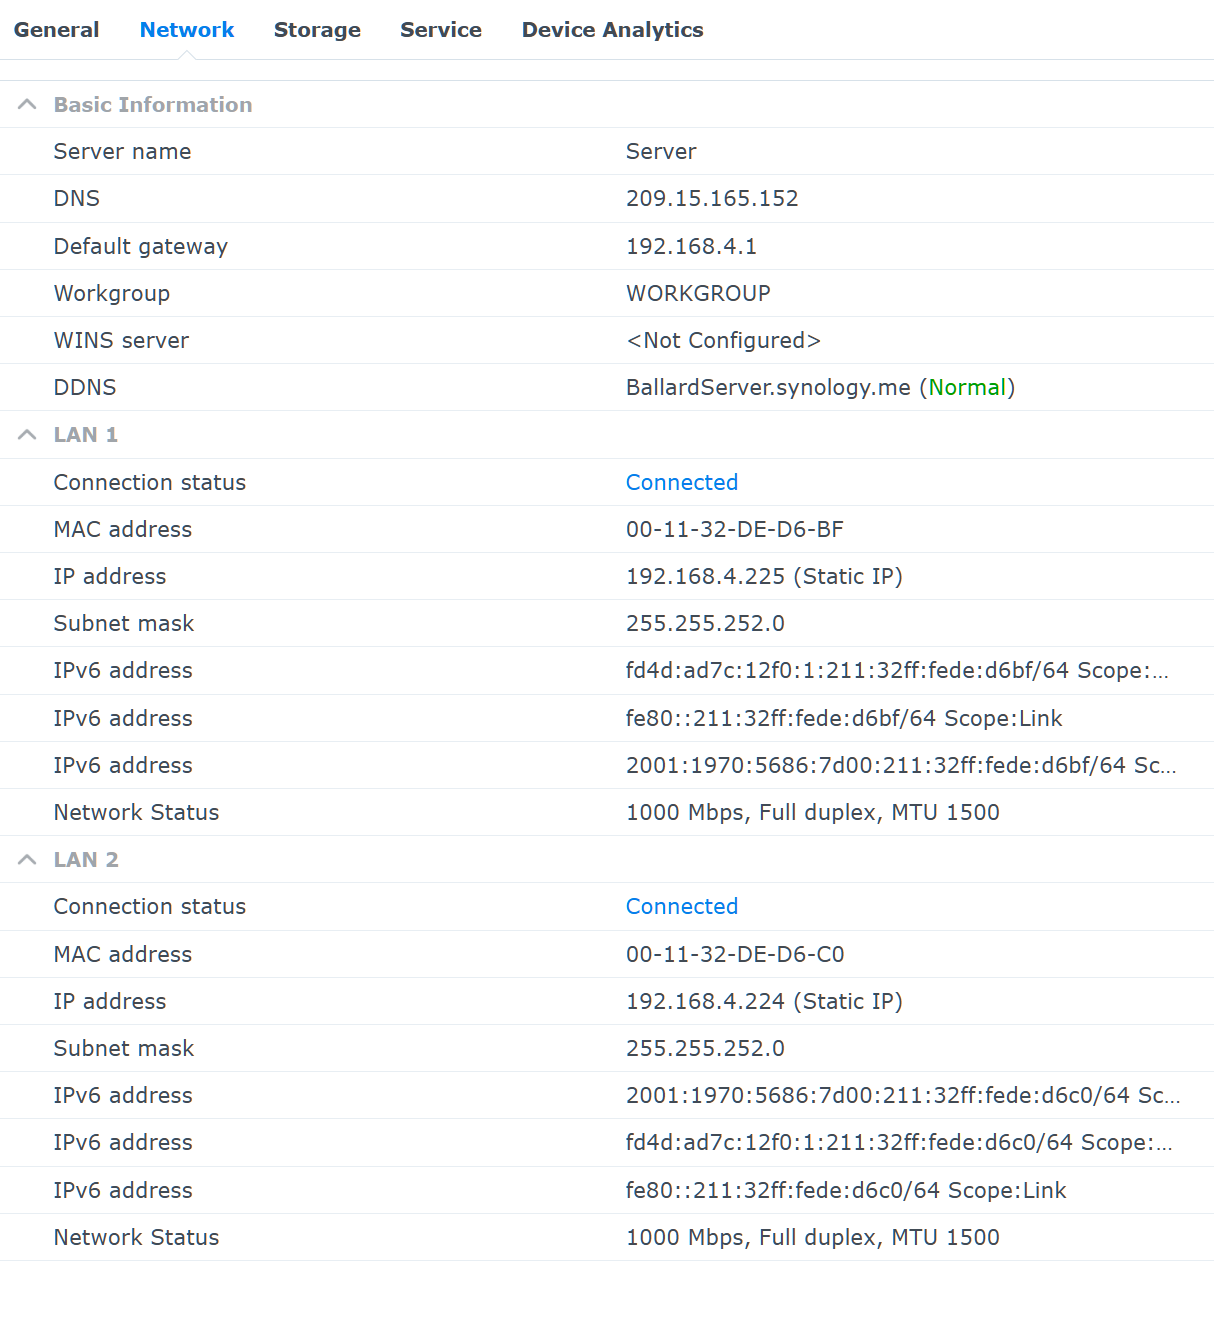 General Network Storage Service Device Analytics
Basic Information
Server name Server
DNS 209.15.165.152
Default gateway 192.168.4.1
Workgroup WORKGROUP
WINS server <Not Configured>
DDNS BallardServer.synology.me (Normal)
LAN 1
Connection status Connected
MAC address 00-11-32-DE-D6-BF
IP address 192.168.4.225 (Static IP)
Subnet mask 255.255.252.0
IPv6 address fd4d:ad7c:12f0:1:211:32ff:fede:d6bf/64 Scope:...
IPv6 address fe80::211:32ff:fede:d6bf/64 Scope:Link
IPv6 address 2001:1970:5686:7d00:211:32ff:fede:d6bf/64 Sc...
Network Status 1000 Mbps, Full duplex, MTU 1500
LAN 2
Connection status Connected
MAC address 00-11-32-DE-D6-C0
IP address 192.168.4.224 (Static IP)
Subnet mask 255.255.252.0
IPv6 address 2001:1970:5686:7d00:211:32ff:fede:d6c0/64 Sc...
IPv6 address fd4d:ad7c:12f0:1:211:32ff:fede:d6c0/64 Scope:...
IPv6 address fe80::211:32ff:fede:d6c0/64 Scope:Link
Network Status 1000 Mbps, Full duplex, MTU 1500